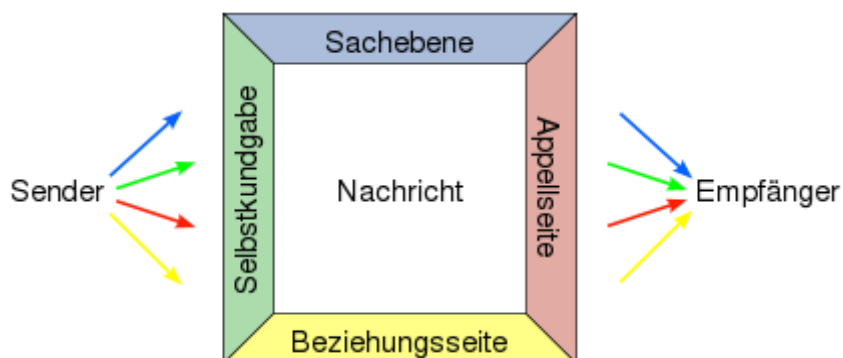 Sachebene
Sender
Selbstkundgabe
Nachricht
Appellseite
Empfänger
Beziehungsseite